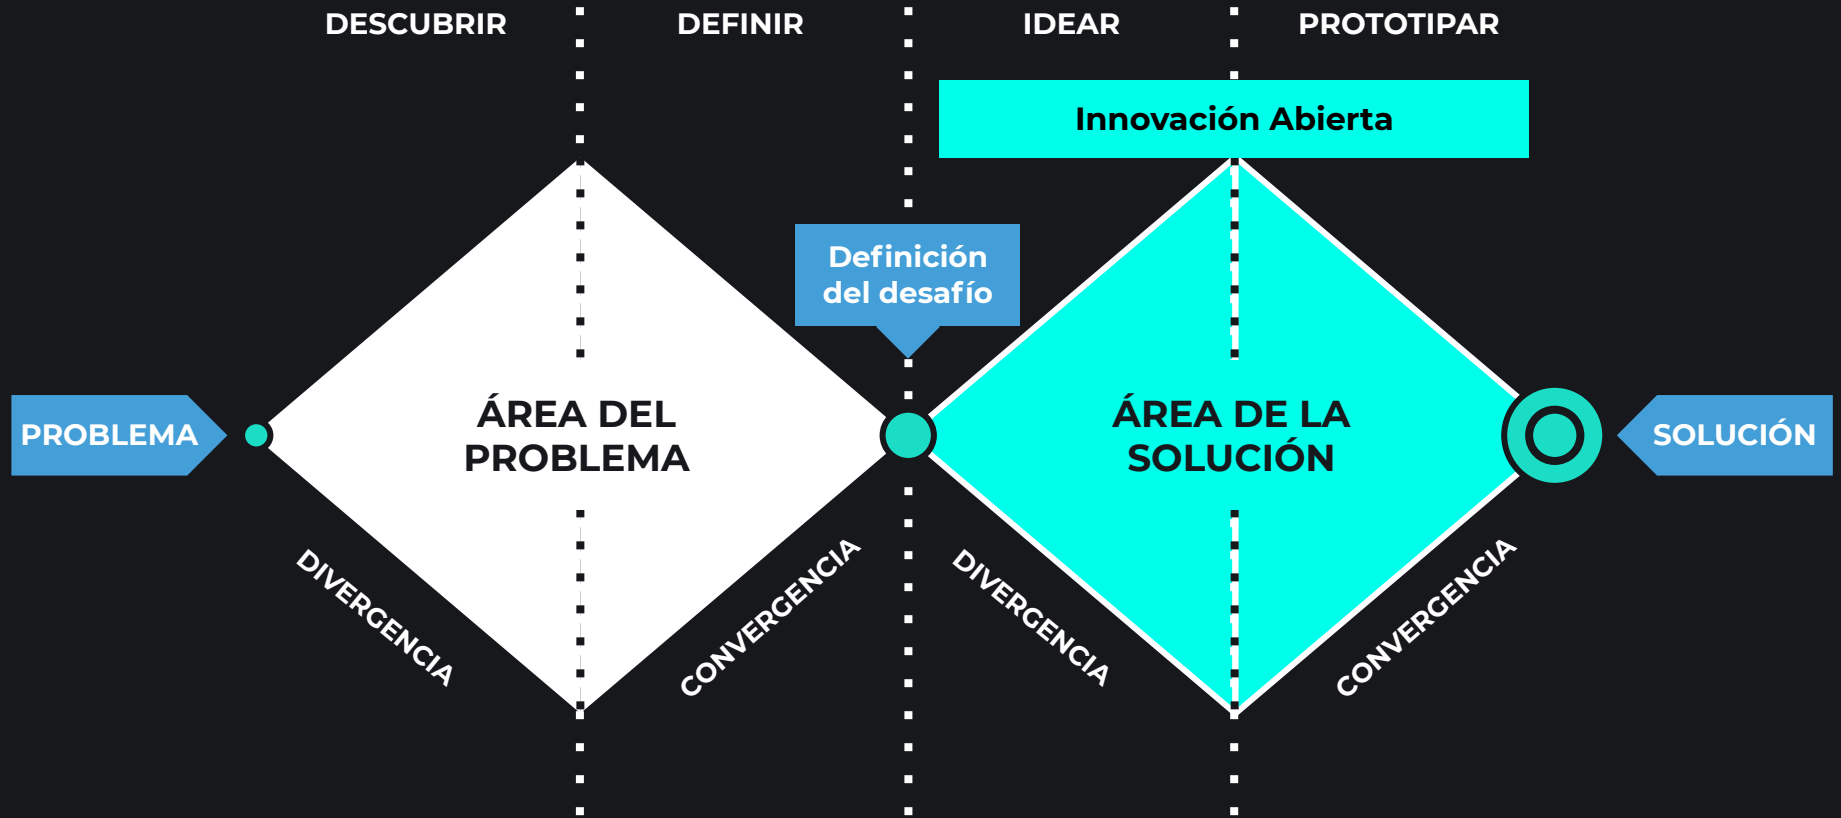 DESCUBRIR
DEFINIR
IDEAR
PROTOTIPAR
Innovación Abierta
Definición
del desafío
PROBLEMA
ÁREA DEL
PROBLEMA
ÁREA DE LA
SOLUCIÓN
SOLUCIÓN
DIVERGENCIA
CONVERGENCIA
DIVERGENCIA
CONVERGENCIA